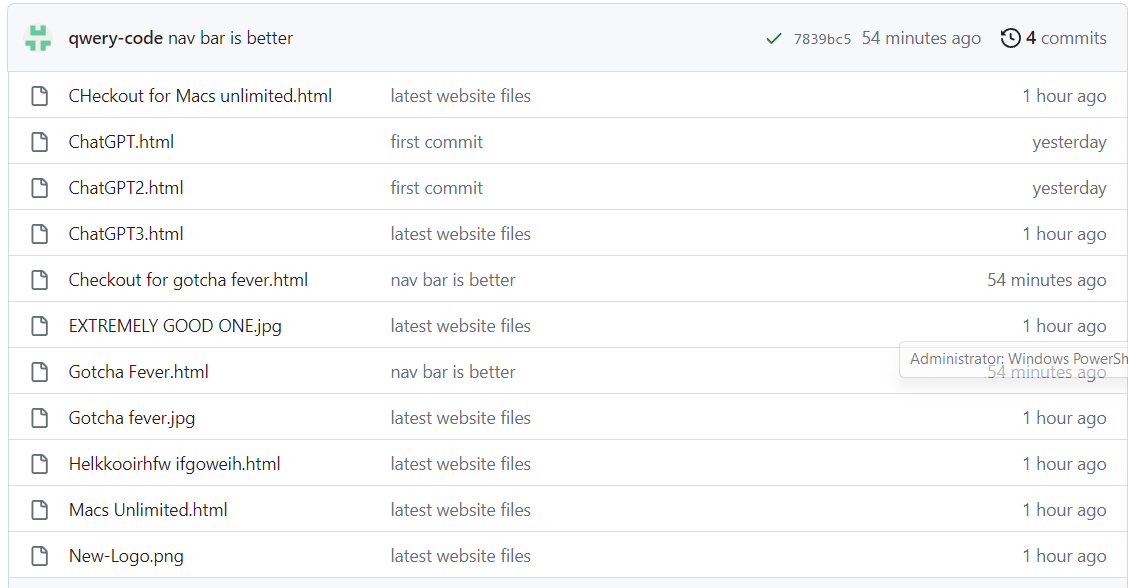 qwery-code nav bar is better 7839bc5 54 minutes ago 4 commits
CHeckout for Macs unlimited.html latest website files 1 hour ago
ChatGPT.html first commit yesterday
ChatGPT2.html first commit yesterday
ChatGPT3.html latest website files 1 hour ago
Checkout for gotcha fever.html nav bar is better 54 minutes ago
EXTREMELY GOOD ONE.jpg latest website files 1 hour ago
Administrator: Windows PowerSh
Gotcha Fever.html nav bar is better 54 minutes ago
Gotcha fever.jpg latest website files 1 hour ago
Helkkooirhfw ifgoweih.html latest website files 1 hour ago
Macs Unlimited.html latest website files 1 hour ago
New-Logo.png latest website files 1 hour ago